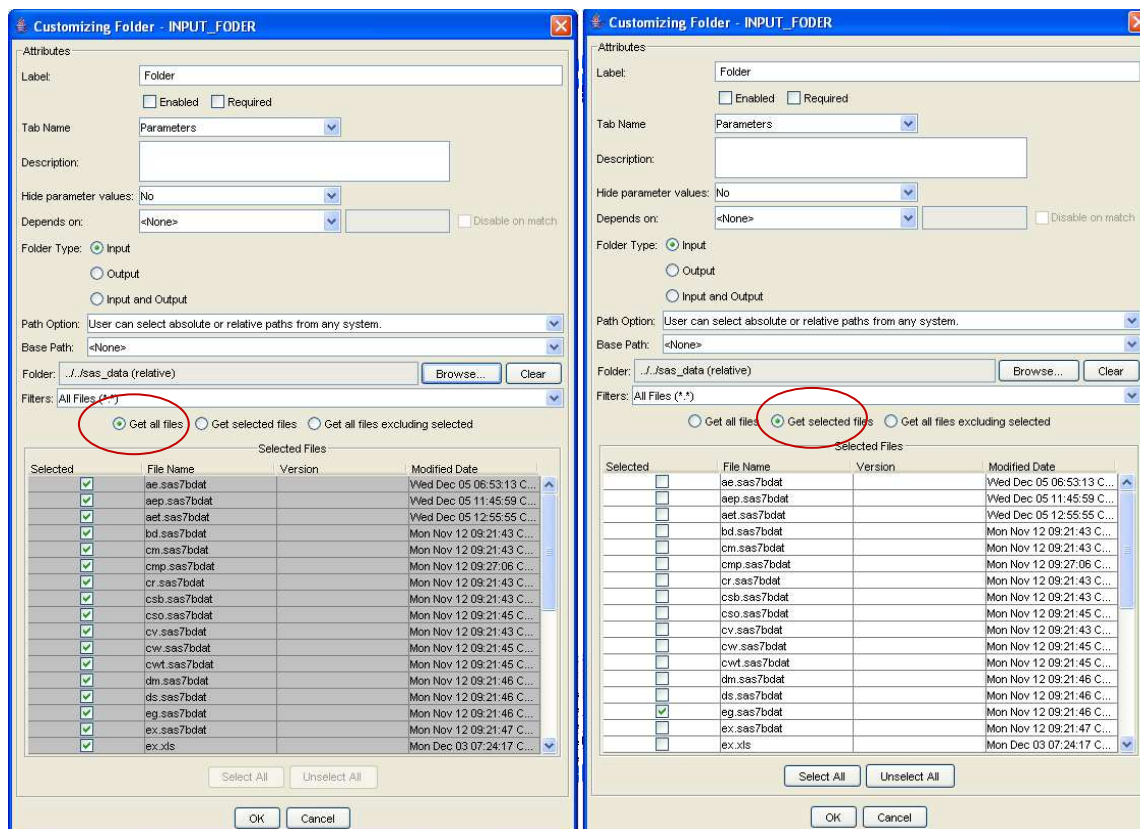 Customizing Folder - INPUT_FODER
Attributes
Label: Folder
Enabled Required
Tab Name Parameters
Description:
Hide parameter values: No
Depends on: <None> Disable on match
Folder Type: Input
Output
Input and Output
Path Option: User can select absolute or relative paths from any system.
Base Path: <None>
Folder: ../../sas_data (relative) Browse... Clear
Filters: All Files (*.*)
Get all files Get selected files Get all files excluding selected
Selected Files
Selected File Name Version Modified Date
ae.sas7bdat Wed Dec 05 06:53:13 C...
aep.sas7bdat Wed Dec 05 11:45:59 C...
aet.sas7bdat Wed Dec 05 12:55:55 C...
bd.sas7bdat Mon Nov 12 09:21:43 C...
cm.sas7bdat Mon Nov 12 09:21:43 C...
cmp.sas7bdat Mon Nov 12 09:27:06 C...
cr.sas7bdat Mon Nov 12 09:21:43 C...
csb.sas7bdat Mon Nov 12 09:21:43 C...
cso.sas7bdat Mon Nov 12 09:21:45 C...
cv.sas7bdat Mon Nov 12 09:21:43 C...
cw.sas7bdat Mon Nov 12 09:21:45 C...
cwt.sas7bdat Mon Nov 12 09:21:45 C...
dm.sas7bdat Mon Nov 12 09:21:46 C...
ds.sas7bdat Mon Nov 12 09:21:46 C...
eg.sas7bdat Mon Nov 12 09:21:46 C...
ex.sas7bdat Mon Nov 12 09:21:47 C...
ex.xls Mon Dec 03 07:24:17 C...
Select All Unselect All
OK Cancel
Customizing Folder - INPUT_FODER
Attributes
Label: Folder
Enabled Required
Tab Name Parameters
Description:
Hide parameter values: No
Depends on: <None> Disable on match
Folder Type: Input
Output
Input and Output
Path Option: User can select absolute or relative paths from any system.
Base Path: <None>
Folder: ../../sas_data (relative) Browse... Clear
Filters: All Files (*.*)
Get all files Get selected files Get all files excluding selected
Selected Files
Selected File Name Version Modified Date
ae.sas7bdat Wed Dec 05 06:53:13 C...
aep.sas7bdat Wed Dec 05 11:45:59 C...
aet.sas7bdat Wed Dec 05 12:55:55 C...
bd.sas7bdat Mon Nov 12 09:21:43 C...
cm.sas7bdat Mon Nov 12 09:21:43 C...
cmp.sas7bdat Mon Nov 12 09:27:06 C...
cr.sas7bdat Mon Nov 12 09:21:43 C...
csb.sas7bdat Mon Nov 12 09:21:43 C...
cso.sas7bdat Mon Nov 12 09:21:45 C...
cv.sas7bdat Mon Nov 12 09:21:43 C...
cw.sas7bdat Mon Nov 12 09:21:45 C...
cwt.sas7bdat Mon Nov 12 09:21:45 C...
dm.sas7bdat Mon Nov 12 09:21:46 C...
ds.sas7bdat Mon Nov 12 09:21:46 C...
eg.sas7bdat Mon Nov 12 09:21:46 C...
ex.sas7bdat Mon Nov 12 09:21:47 C...
ex.xls Mon Dec 03 07:24:17 C...
Select All Unselect All
OK Cancel